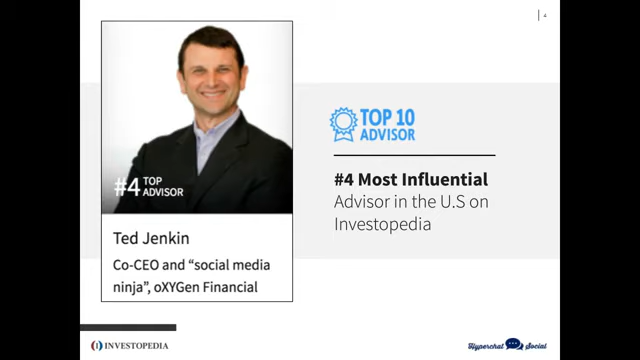 4
#4 TOP
ADVISOR
Ted Jenkin
Co-CEO and “social media
ninja”, oXYGen Financial
TOP 10
ADVISOR
#4 Most Influential
Advisor in the U.S on
Investopedia
INVESTOPEDIA
Hyperchat Social